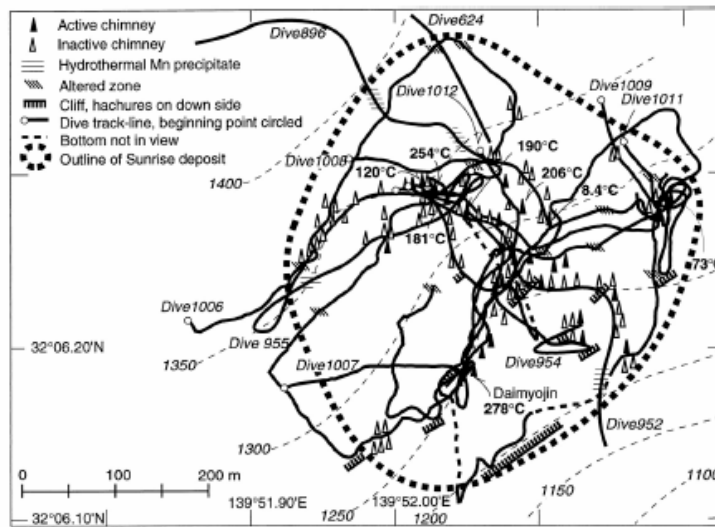 Active chimney
Inactive chimney
Hydrothermal Mn precipitate
Altered zone
Cliff, hachures on down side
Dive track-line, beginning point circled
Bottom not in view
Outline of Sunrise deposit
Dive896
Dive624
Dive1012
Dive1009
Dive1011
Dive1008
254°C
190°C
120°C
206°C
8.4°C
1400
181°C
73°C
Dive1006
Dive 955
1350
32°06.20'N
Dive1007
Dive954
Daimyojin
278°C
Dive952
1300
0
100
200 m
139°51.90'E
139°52.00'E
1100
1150
32°06.10'N
1250
1200